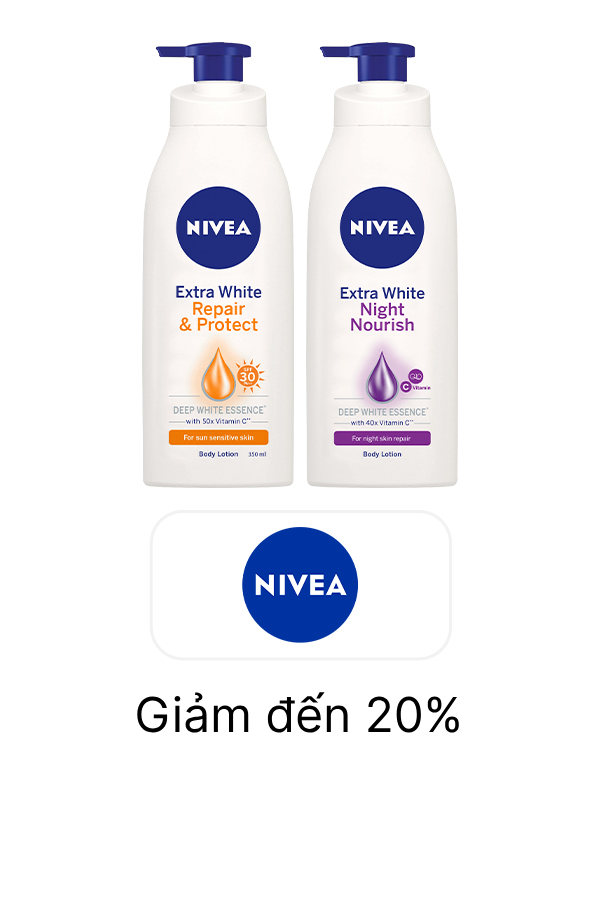 NIVEA
Extra White
Repair
& Protect
SPF
30
DEEP WHITE ESSENCE
with 50x Vitamin C**
For sun sensitive skin
Body Lotion 350 ml
NIVEA
Extra White
Night
Nourish
Q10
C Vitamin
DEEP WHITE ESSENCE
with 40x Vitamin C**
For night skin repair
Body Lotion
NIVEA
Giảm đến 20%